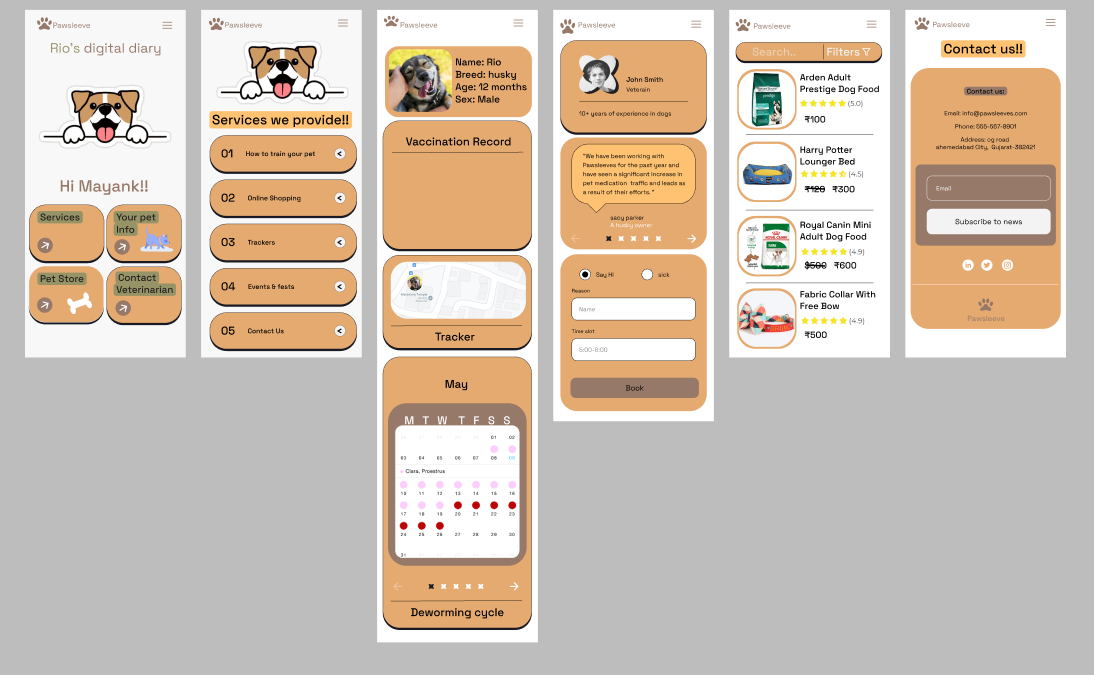 Pawsleeve
Rio's digital diary
Hi Mayank!!
Services
Your pet
Info
Pet Store
Contact
Veterinarian
Pawsleeve
Services we provide!!
01 How to train your pet <
02 Online Shopping <
03 Trackers <
04 Events & fests <
05 Contact Us <
Pawsleeve
Name: Rio
Breed: husky
Age: 12 months
Sex: Male
Vaccination Record
Tracker
May
M T W T F S S
01 02
03 04 05 06 07 08 09
Clara, Proestrus
10 11 12 13 14 15 16
17 18 19 20 21 22 23
24 25 26 27 28 29 30
31
Deworming cycle
Pawsleeve
John Smith
Veterain
10+ years of experience in dogs
"We have been working with
Pawsleeves for the past year and
have seen a significant increase in
pet medication traffic and leads as
a result of their efforts. "
sacy parker
A husky owner
Say Hi
sick
Reason
Name
Time slot
5:00-6:00
Book
Pawsleeve
Search..
Filters
Arden Adult
Prestige Dog Food
(5.0)
₹100
Harry Potter
Lounger Bed
(4.5)
₹120 ₹300
Royal Canin Mini
Adult Dog Food
(4.9)
₹500 ₹600
Fabric Collar With
Free Bow
(4.9)
₹500
Pawsleeve
Contact us!!
Contact us:
Email: info@pawsleeves.com
Phone: 555-567-8901
Address: cg road
ahemedabad City, Gujarat-382421
Email
Subscribe to news
Pawsleeve